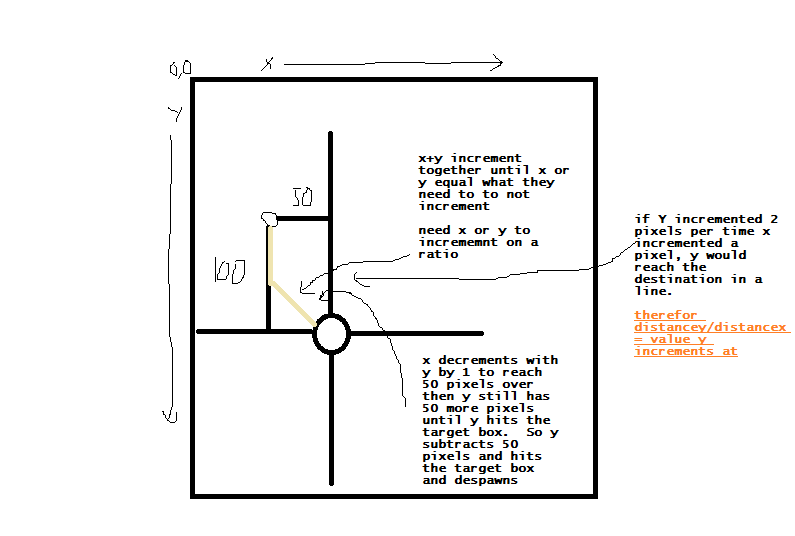 0,0
X
Y
50
100
x+y increment
together until x or
y equal what they
need to to not
increment
need x or y to
incrememnt on a
ratio
if Y incremented 2
pixels per time x
incremented a
pixel, y would
reach the
destination in a
line.
therefor
distancey/distancex
= value y
increments at
x decrements with
y by 1 to reach
50 pixels over
then y still has
50 more pixels
until y hits the
target box.  So y
subtracts 50
pixels and hits
the target box
and despawns